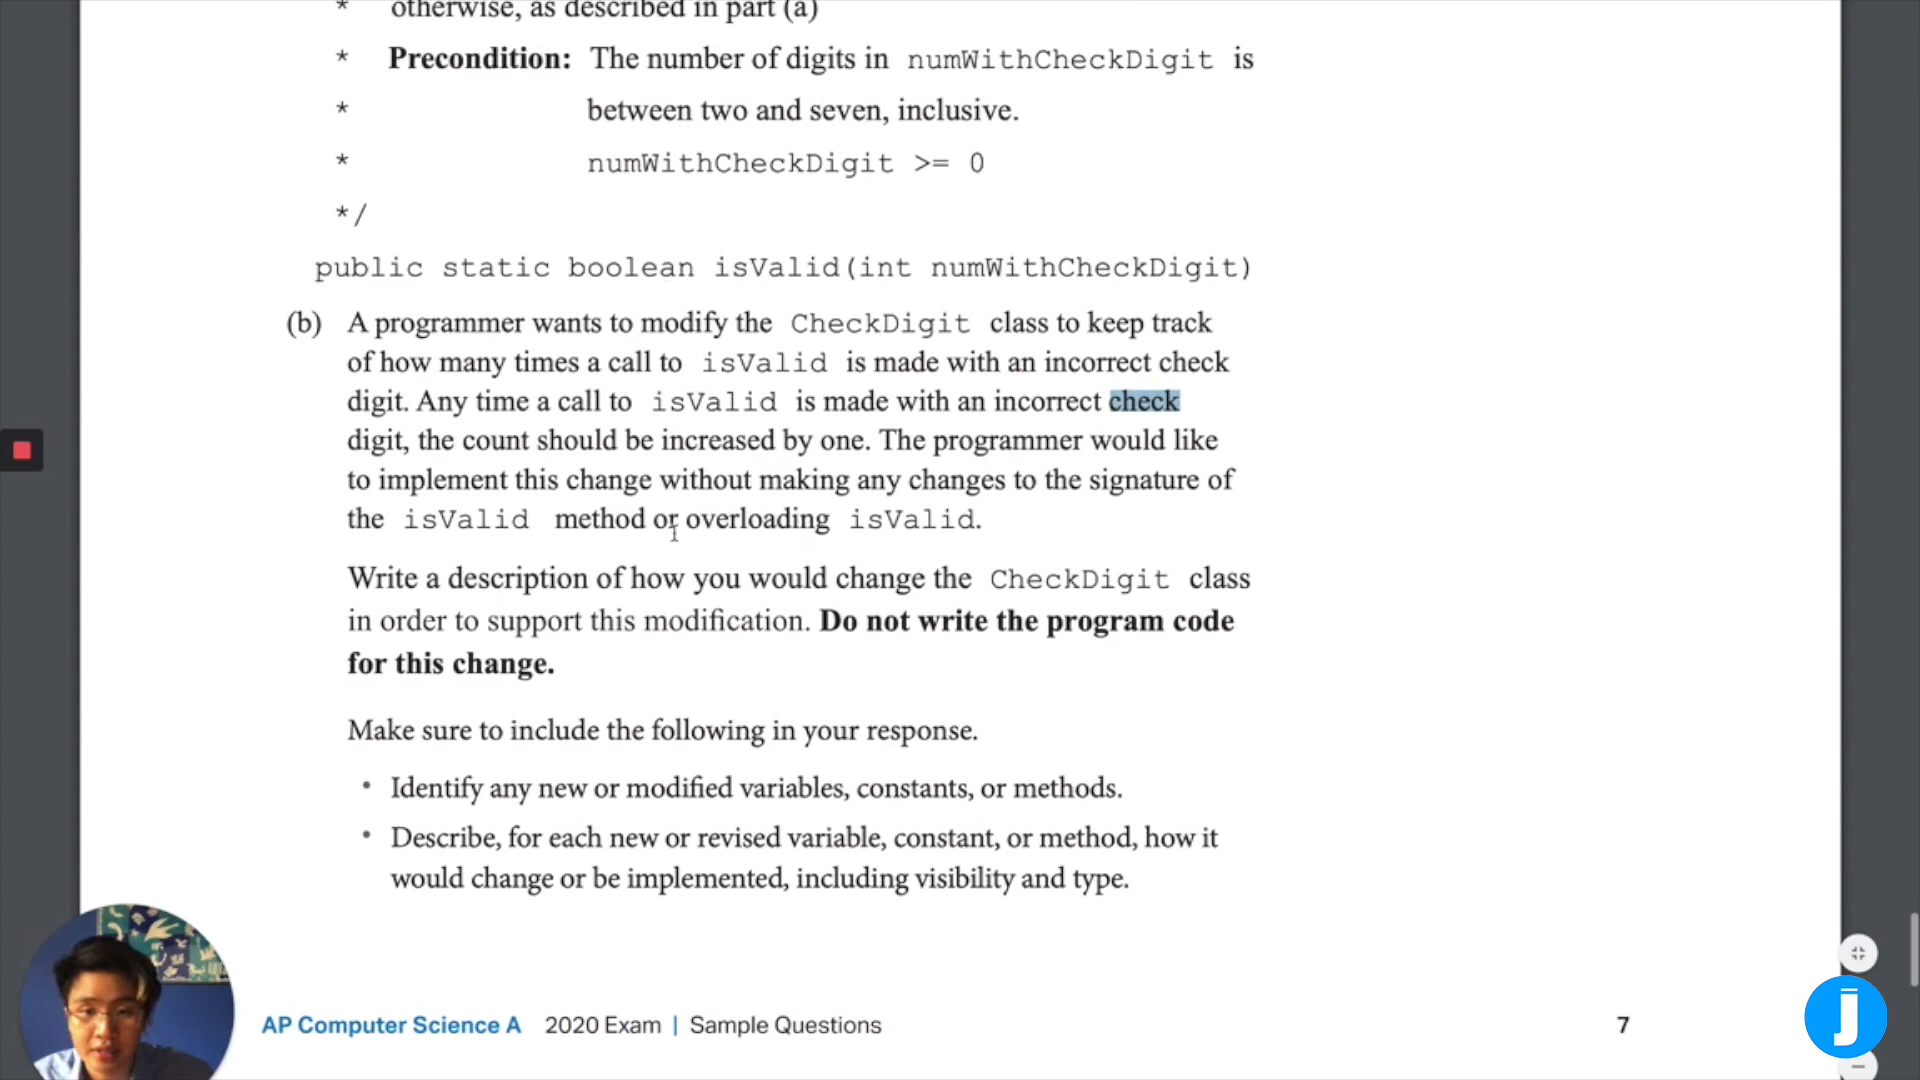 * otherwise, as described in part (a)
* Precondition: The number of digits in numWithCheckDigit is
* between two and seven, inclusive.
* numWithCheckDigit >= 0
*/
public static boolean isValid(int numWithCheckDigit)
(b) A programmer wants to modify the CheckDigit class to keep track
of how many times a call to isValid is made with an incorrect check
digit. Any time a call to isValid is made with an incorrect check
digit, the count should be increased by one. The programmer would like
to implement this change without making any changes to the signature of
the isValid method or overloading isValid.
Write a description of how you would change the CheckDigit class
in order to support this modification. Do not write the program code
for this change.
Make sure to include the following in your response.
• Identify any new or modified variables, constants, or methods.
• Describe, for each new or revised variable, constant, or method, how it
would change or be implemented, including visibility and type.
AP Computer Science A 2020 Exam | Sample Questions 7
J